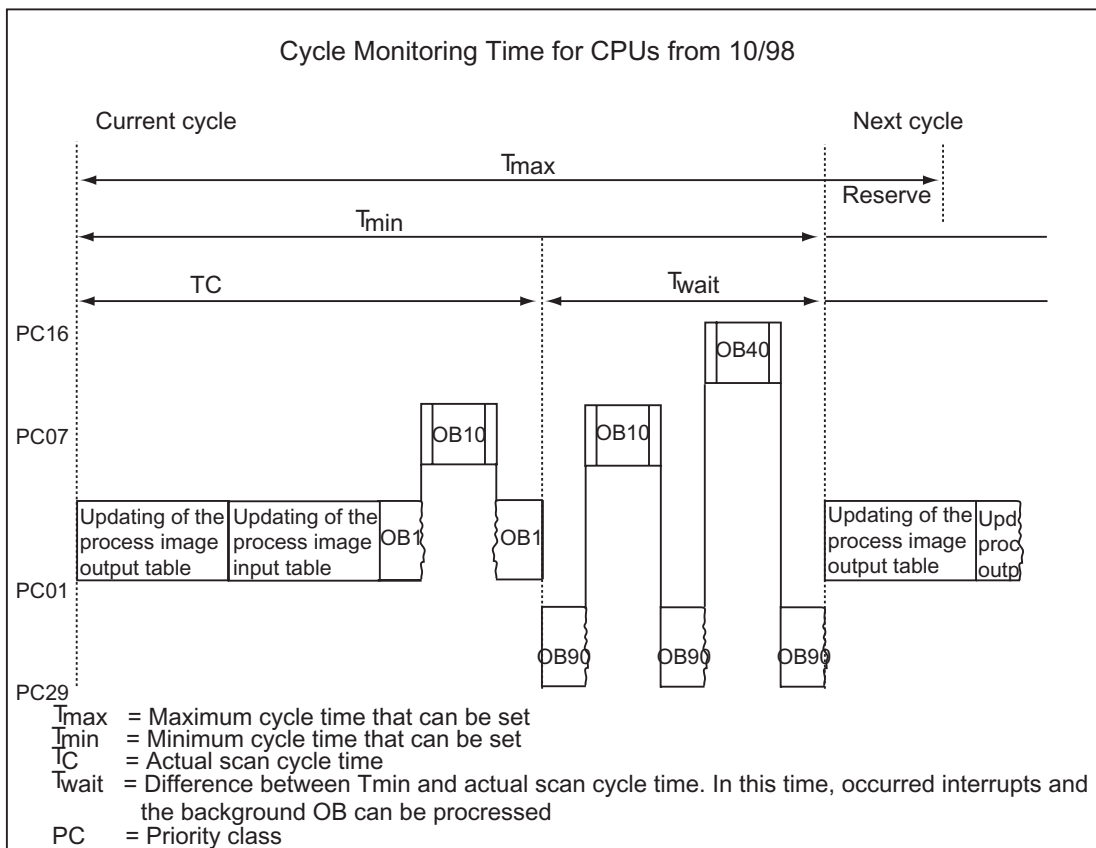 Cycle Monitoring Time for CPUs from 10/98
Current cycle
Next cycle
Tmax
Reserve
Tmin
TC
Twait
PC16
OB40
PC07
OB10
OB10
Updating of the
process image
output table
Updating of the
process image
input table
OB1
OB1
Updating of the
process image
output table
Upd
proc
outp
PC01
OB90
OB90
OB90
PC29
Tmax = Maximum cycle time that can be set
Tmin = Minimum cycle time that can be set
TC = Actual scan cycle time
Twait = Difference between Tmin and actual scan cycle time. In this time, occurred interrupts and
the background OB can be procressed
PC = Priority class